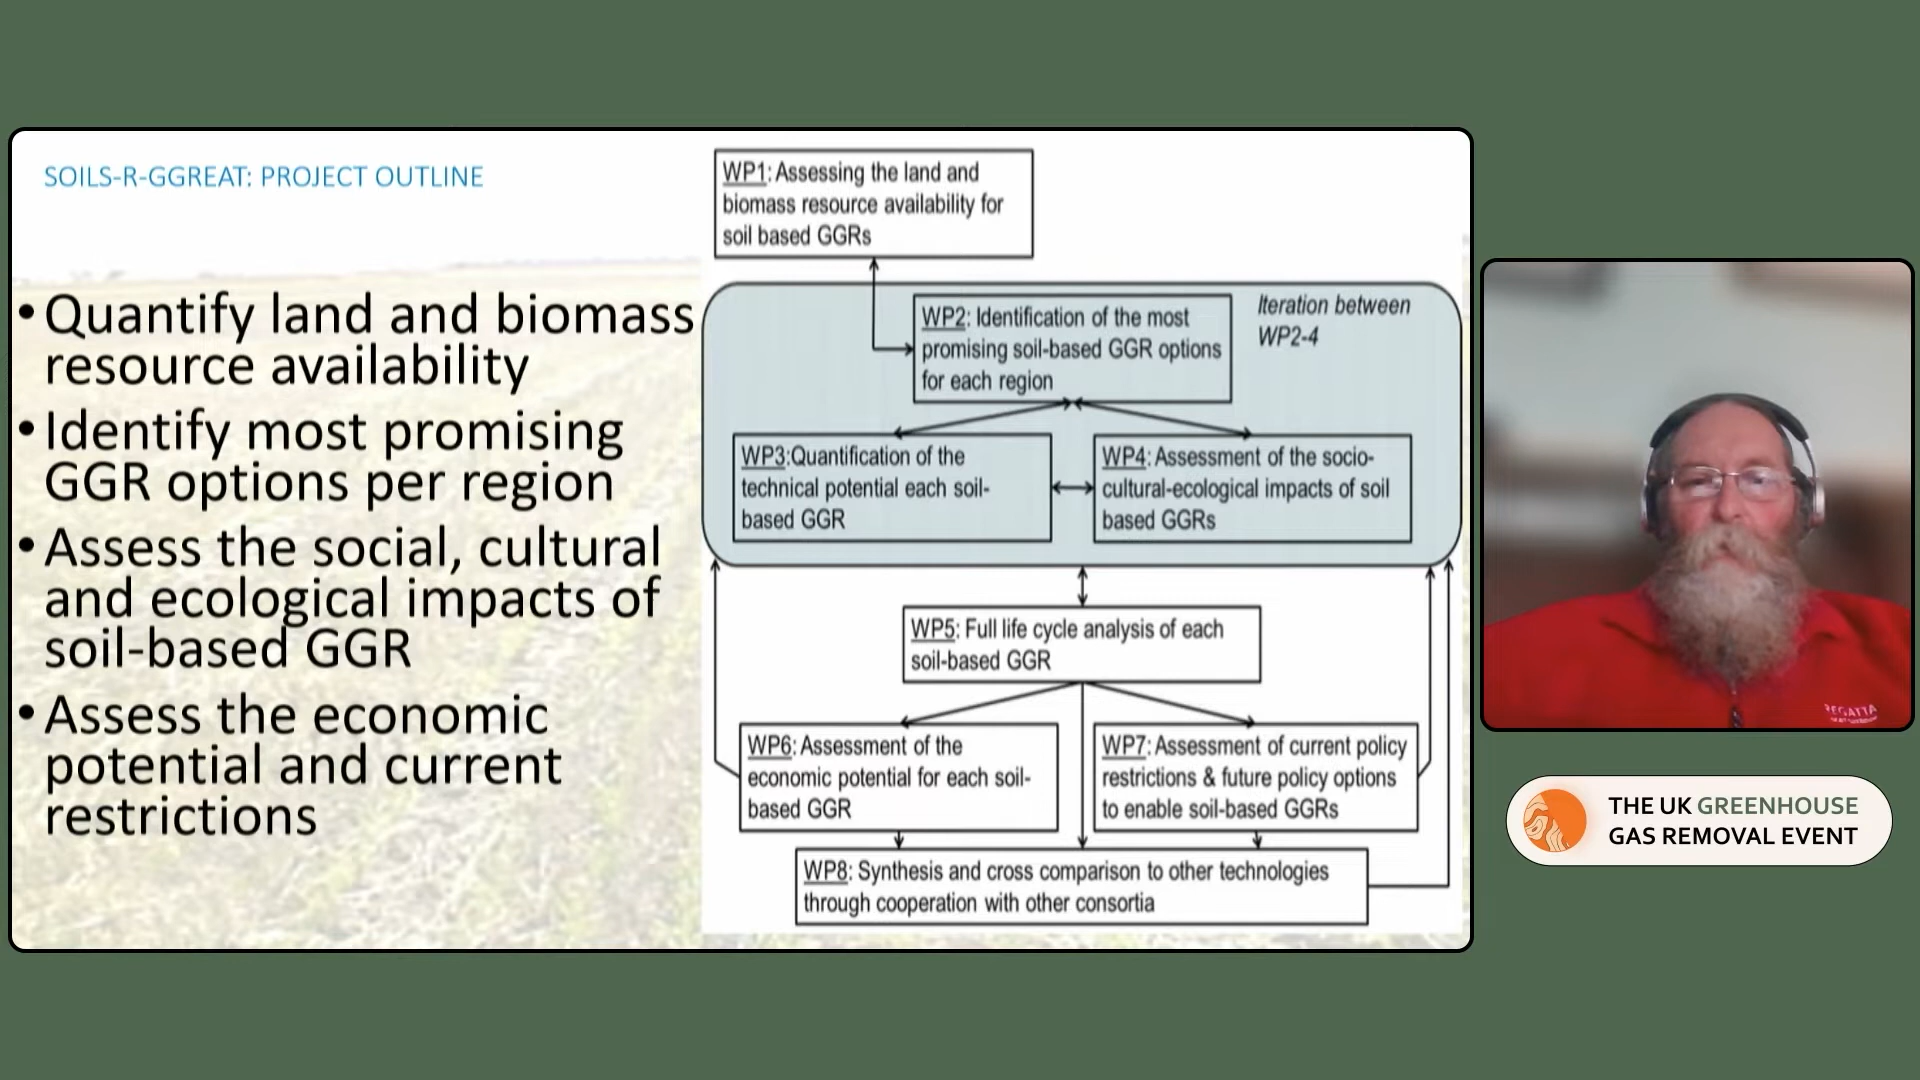 SOILS-R-GGREAT: PROJECT OUTLINE
• Quantify land and biomass
resource availability
• Identify most promising
GGR options per region
• Assess the social, cultural
and ecological impacts of
soil-based GGR
• Assess the economic
potential and current
restrictions
WP1: Assessing the land and
biomass resource availability for
soil based GGRs
WP2: Identification of the most
promising soil-based GGR options
for each region
Iteration between
WP2-4
WP3:Quantification of the
technical potential each soil-
based GGR
WP4: Assessment of the socio-
cultural-ecological impacts of soil
based GGRs
WP5: Full life cycle analysis of each
soil-based GGR
WP6: Assessment of the
economic potential for each soil-
based GGR
WP7: Assessment of current policy
restrictions & future policy options
to enable soil-based GGRs
WP8: Synthesis and cross comparison to other technologies
through cooperation with other consortia
REGATTA
THE UK GREENHOUSE
GAS REMOVAL EVENT